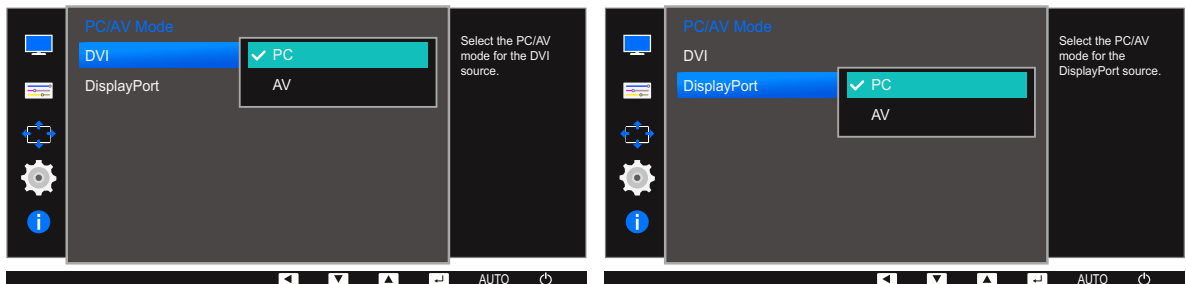 PC/AV Mode
DVI
DisplayPort
PC
AV
Select the PC/AV
mode for the DVI
source.
AUTO
PC/AV Mode
DVI
DisplayPort
PC
AV
Select the PC/AV
mode for the
DisplayPort source.
AUTO